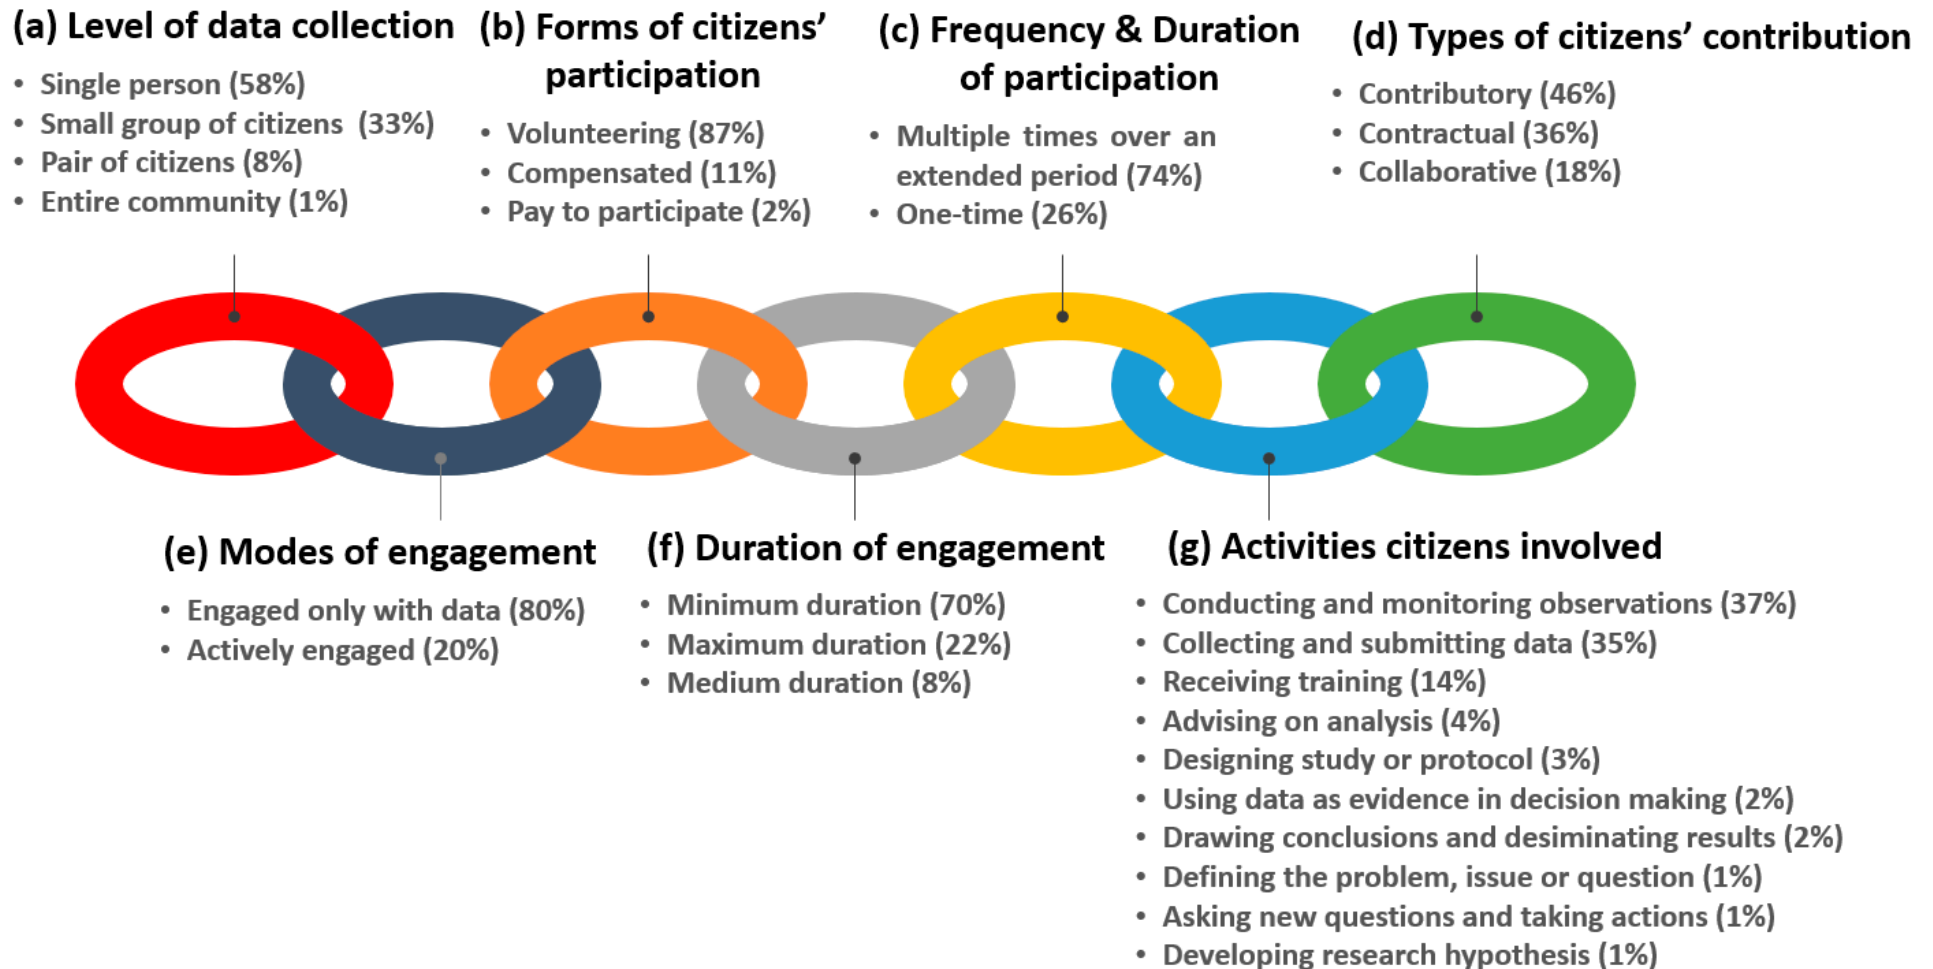 (a) Level of data collection
• Single person (58%)
• Small group of citizens (33%)
• Pair of citizens (8%)
• Entire community (1%)
(b) Forms of citizens’
participation
• Volunteering (87%)
• Compensated (11%)
• Pay to participate (2%)
(c) Frequency & Duration
of participation
• Multiple times over an
extended period (74%)
• One-time (26%)
(d) Types of citizens’ contribution
• Contributory (46%)
• Contractual (36%)
• Collaborative (18%)
(e) Modes of engagement
• Engaged only with data (80%)
• Actively engaged (20%)
(f) Duration of engagement
• Minimum duration (70%)
• Maximum duration (22%)
• Medium duration (8%)
(g) Activities citizens involved
• Conducting and monitoring observations (37%)
• Collecting and submitting data (35%)
• Receiving training (14%)
• Advising on analysis (4%)
• Designing study or protocol (3%)
• Using data as evidence in decision making (2%)
• Drawing conclusions and desiminating results (2%)
• Defining the problem, issue or question (1%)
• Asking new questions and taking actions (1%)
• Developing research hypothesis (1%)